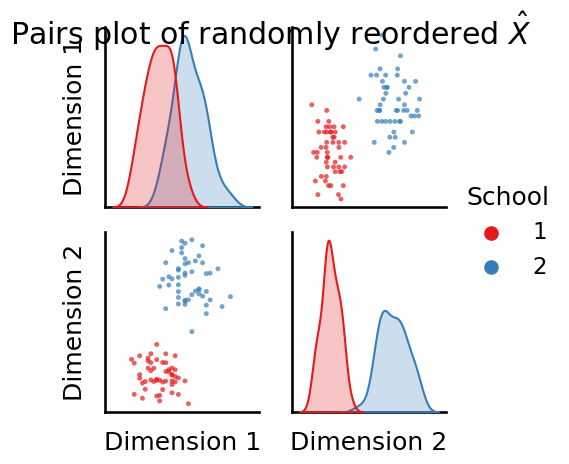 Pairs plot of randomly reordered X̂
Dimension 1
School
1
2
Dimension 2
Dimension 1
Dimension 2